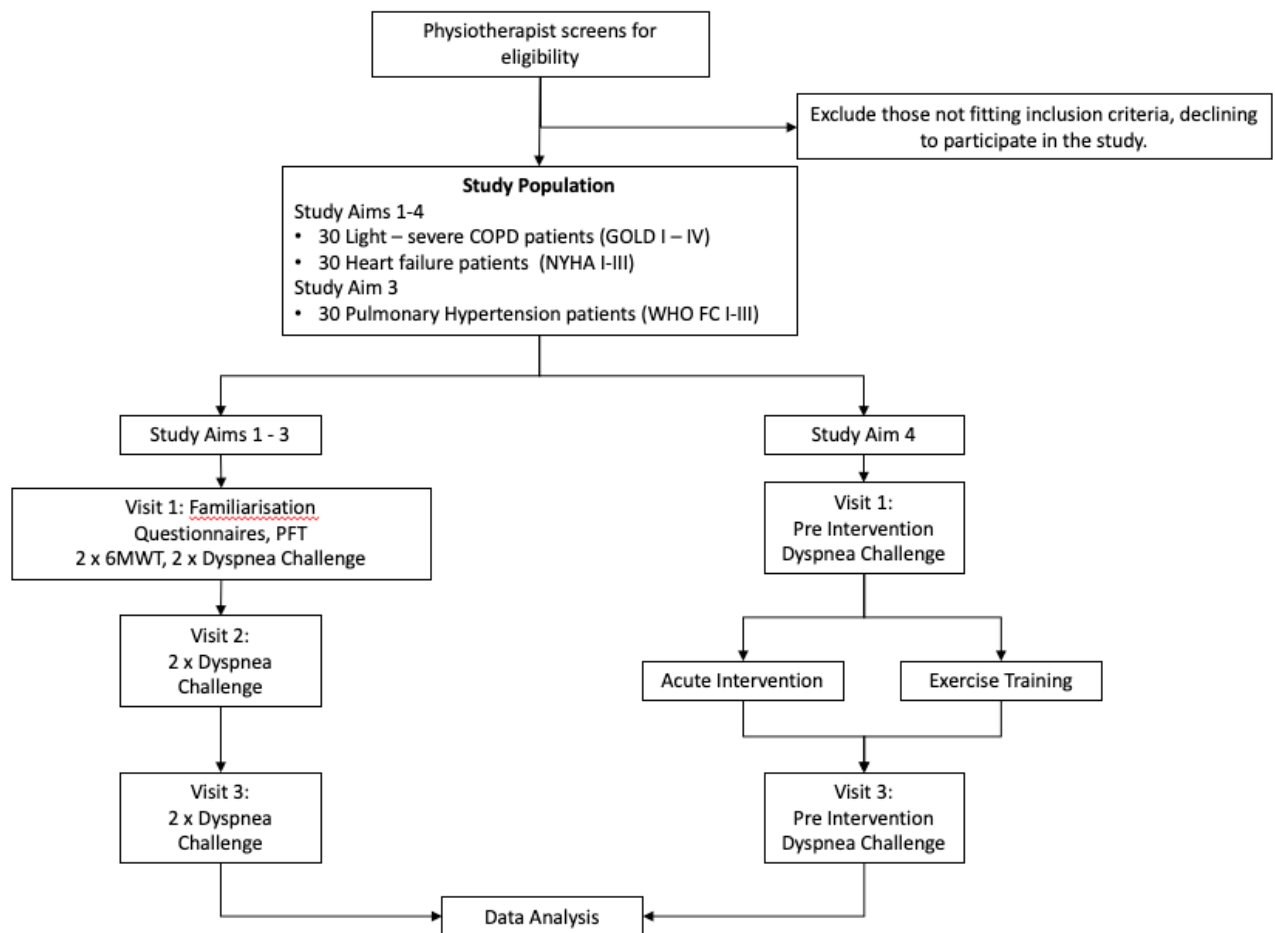 Physiotherapist screens for
eligibility
Exclude those not fitting inclusion criteria, declining
to participate in the study.
Study Population
Study Aims 1-4
• 30 Light – severe COPD patients (GOLD I – IV)
• 30 Heart failure patients (NYHA I-III)
Study Aim 3
• 30 Pulmonary Hypertension patients (WHO FC I-III)
Study Aims 1 - 3
Visit 1: Familiarisation
Questionnaires, PFT
2 x 6MWT, 2 x Dyspnea Challenge
Visit 2:
2 x Dyspnea
Challenge
Visit 3:
2 x Dyspnea
Challenge
Study Aim 4
Visit 1:
Pre Intervention
Dyspnea Challenge
Acute Intervention
Exercise Training
Visit 3:
Pre Intervention
Dyspnea Challenge
Data Analysis